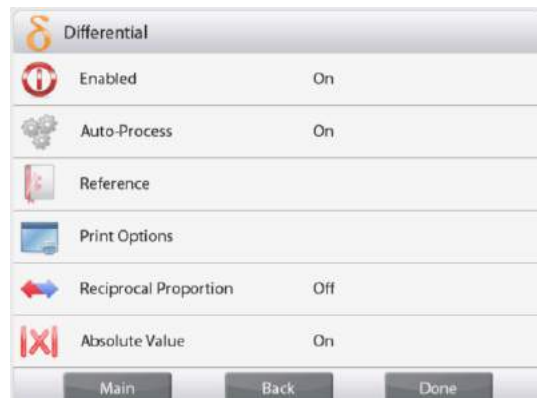 δ Differential
Enabled On
Auto-Process On
Reference
Print Options
Reciprocal Proportion Off
|X| Absolute Value On
Main Back Done